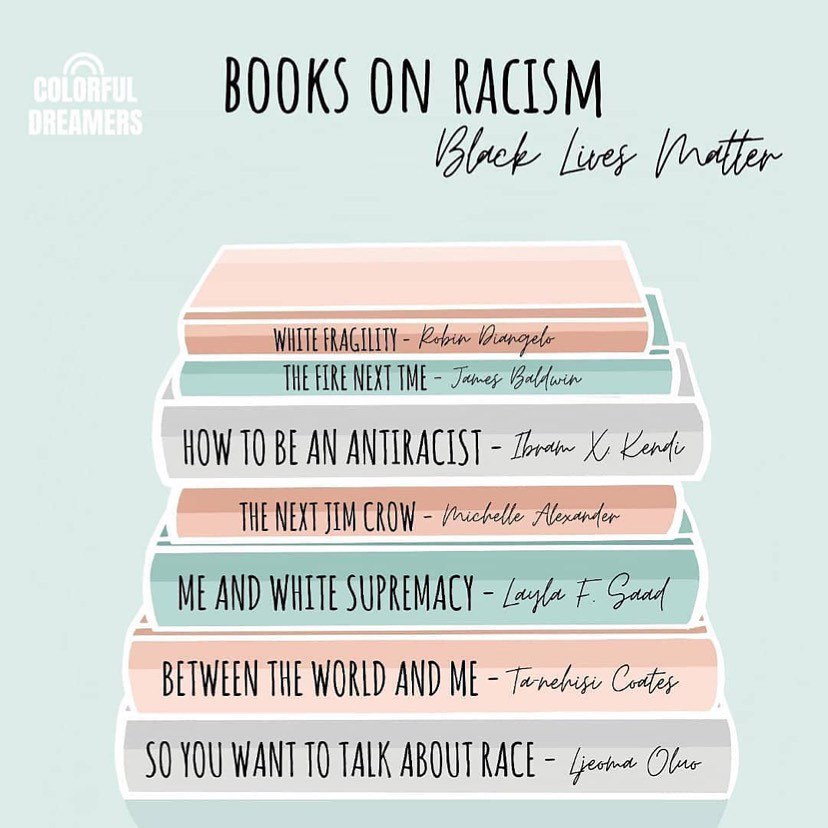 COLORFUL
DREAMERS
BOOKS ON RACISM
Black Lives Matter
WHITE FRAGILITY - Robin Diangelo
THE FIRE NEXT TME - James Baldwin
HOW TO BE AN ANTIRACIST - Ibram X. Kendi
THE NEXT JIM CROW - Michelle Alexander
ME AND WHITE SUPREMACY - Layla F. Saad
BETWEEN THE WORLD AND ME - Ta-nehisi Coates
SO YOU WANT TO TALK ABOUT RACE - Ljeoma Oluo